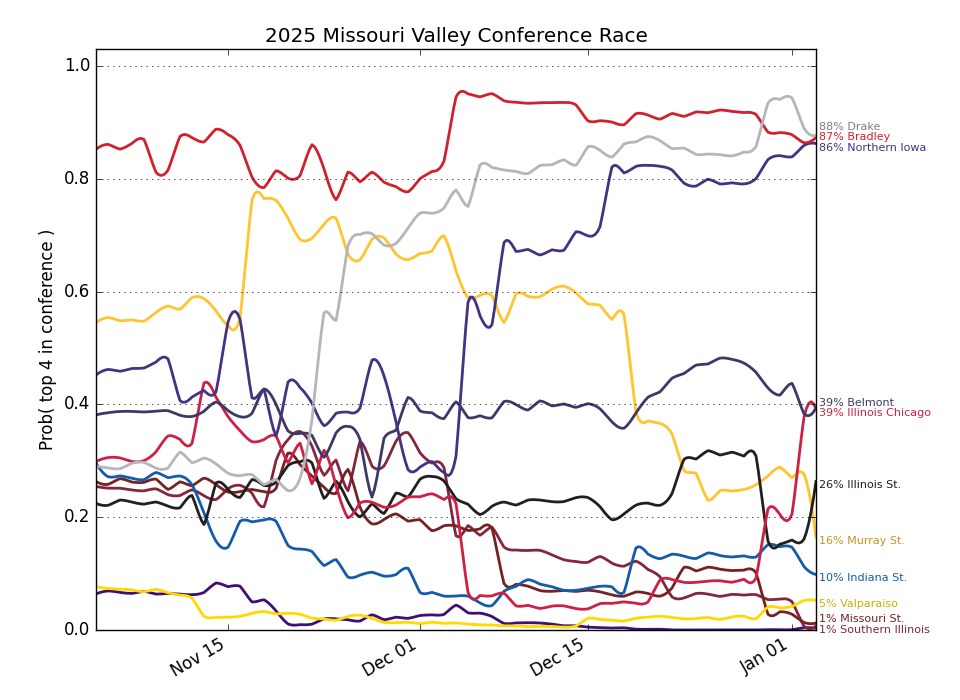 2025 Missouri Valley Conference Race
Prob( top 4 in conference )
1.0
0.8
0.6
0.4
0.2
0.0
Nov 15
Dec 01
Dec 15
Jan 01
88% Drake
87% Bradley
86% Northern Iowa
39% Belmont
39% Illinois Chicago
26% Illinois St.
16% Murray St.
10% Indiana St.
5% Valparaiso
1% Missouri St.
1% Southern Illinois